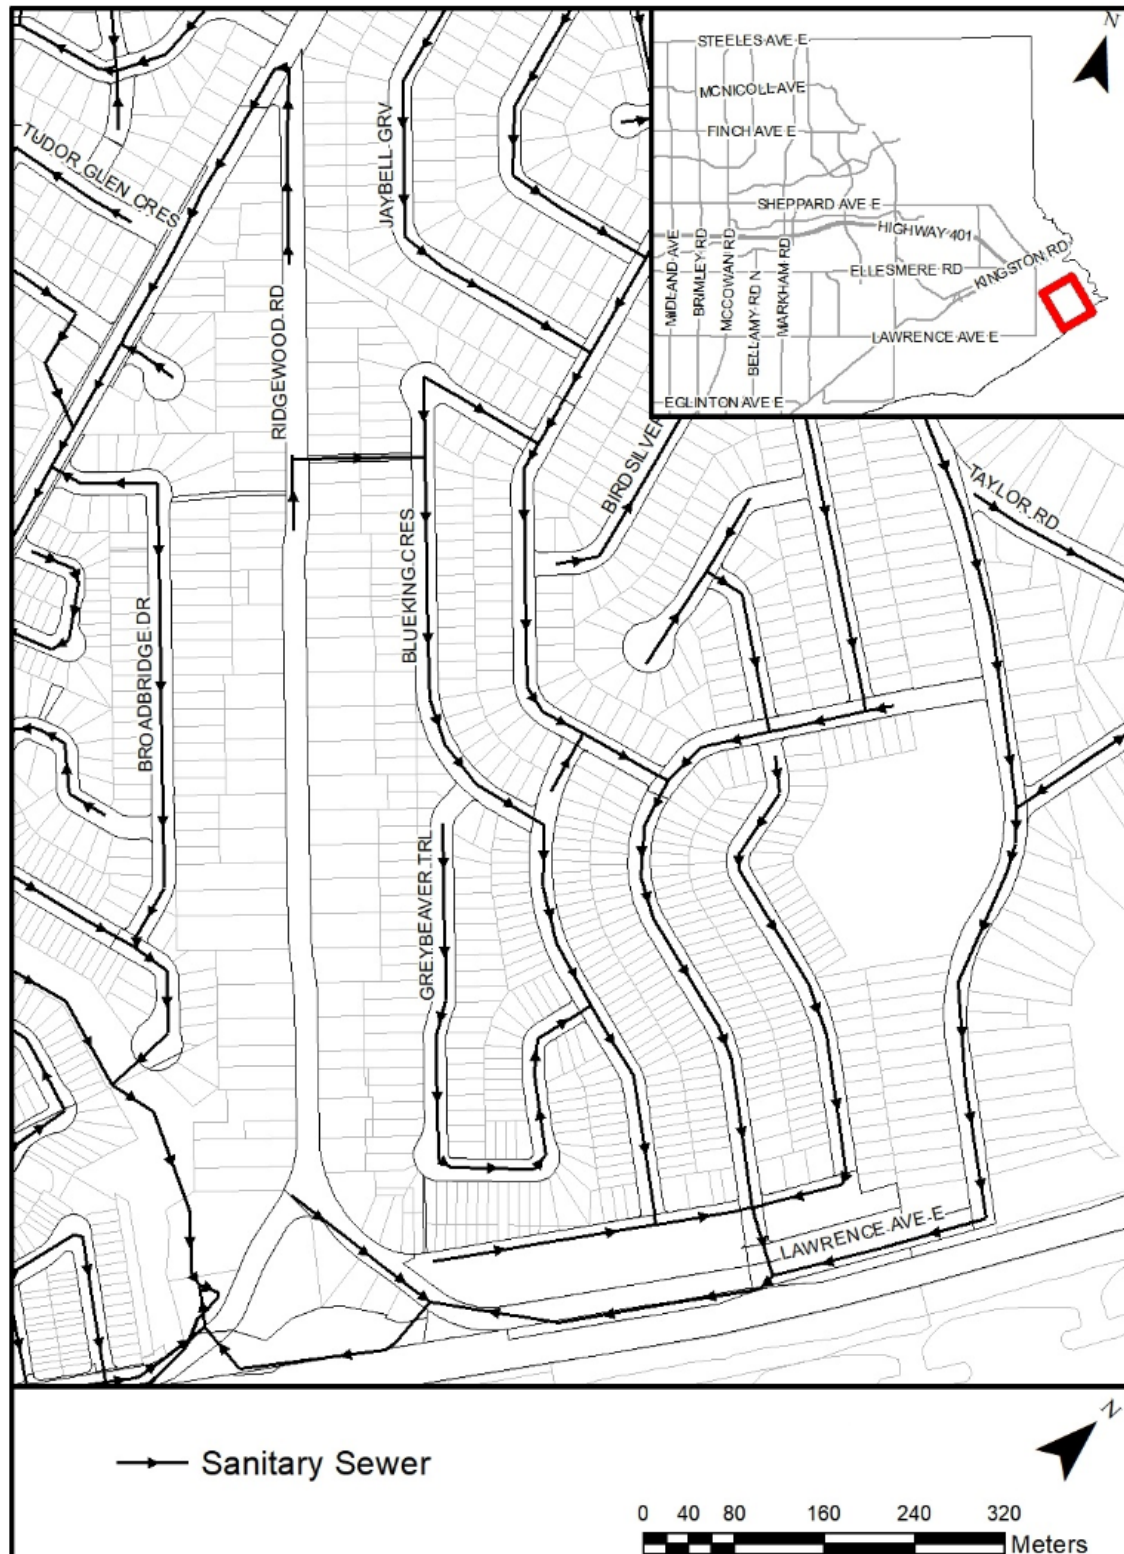 N
STEELES AVE E
MCNICOLL AVE
FINCH AVE E
SHEPPARD AVE E
HIGHWAY 401
KINGSTON RD
ELLESMERE RD
MIDLAND AVE
BRIMLEY RD
MCCOWAN RD
BELLAMY RD N
MARKHAM RD
LAWRENCE AVE E
EGLINTON AVE E
TUDOR GLEN CRES
JAYBELL GRV
RIDGEWOOD RD
BIRDSILVER
TAYLOR RD
BLUEKING CRES
BROADBRIDGE DR
GREYBEAVER TRL
LAWRENCE AVE E
Sanitary Sewer
N
0 40 80 160 240 320
Meters